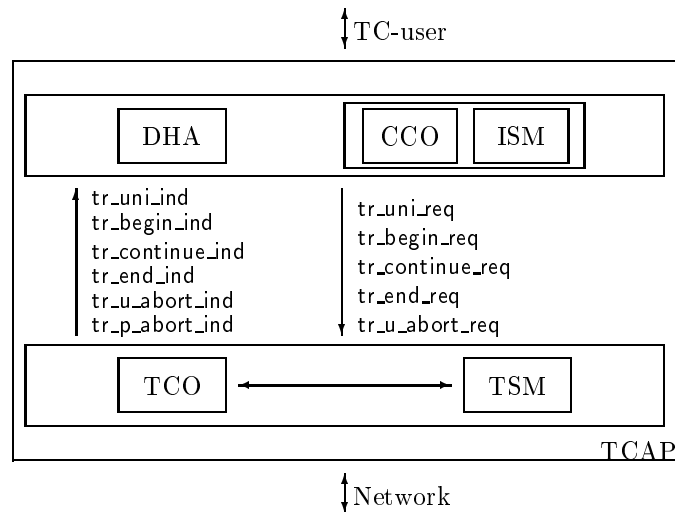 TC-user
DHA
CCO
ISM
tr_uni_ind
tr_begin_ind
tr_continue_ind
tr_end_ind
tr_u_abort_ind
tr_p_abort_ind
tr_uni_req
tr_begin_req
tr_continue_req
tr_end_req
tr_u_abort_req
TCO
TSM
TCAP
Network